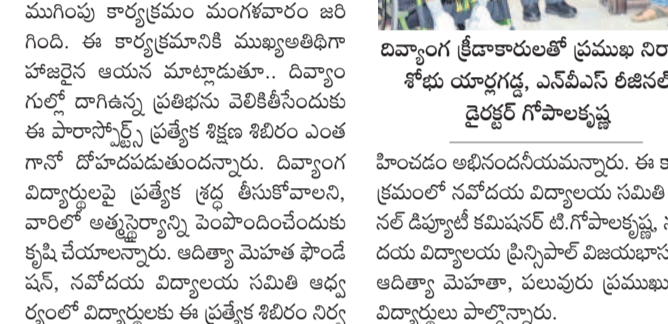 ముగింపు కార్యక్రమం మంగళవారం జరి
గింది. ఈ కార్యక్రమానికి ముఖ్యఅతిథిగా
హాజరైన ఆయన మాట్లాడుతూ.. దివ్యాం
గుల్లో దాగిఉన్న ప్రతిభను వెలికితీసేందుకు
ఈ పారాస్పోర్ట్స్ ప్రత్యేక శిక్షణ శిబిరం ఎంత
గానో దోహదపడుతుందన్నారు. దివ్యాంగ
విద్యార్థులపై ప్రత్యేక శ్రద్ధ తీసుకోవాలని,
వారిలో ఆత్మస్థైర్యాన్ని పెంపొందించేందుకు
కృషి చేయాలన్నారు. ఆదిత్యా మెహత ఫౌండే
షన్, నవోదయ విద్యాలయ సమితి ఆధ్వ
ర్యంలో విద్యార్థులకు ఈ ప్రత్యేక శిబిరం నిర్వ
దివ్యాంగ క్రీడాకారులతో ప్రముఖ నిర్మా
శోభు యార్లగడ్డ, ఎన్‌వీఎస్ రీజినల్
డైరక్టర్ గోపాలకృష్ణ
హించడం అభినందనీయమన్నారు. ఈ కా
క్రమంలో నవోదయ విద్యాలయ సమితి
నల్ డిప్యూటీ కమిషనర్ టి.గోపాలకృష్ణ,
దయ విద్యాలయ ప్రిన్సిపాల్ విజయభాస
ఆదిత్యా మెహతా, పలువురు ప్రముఖు
విద్యార్థులు పాల్గొన్నారు.